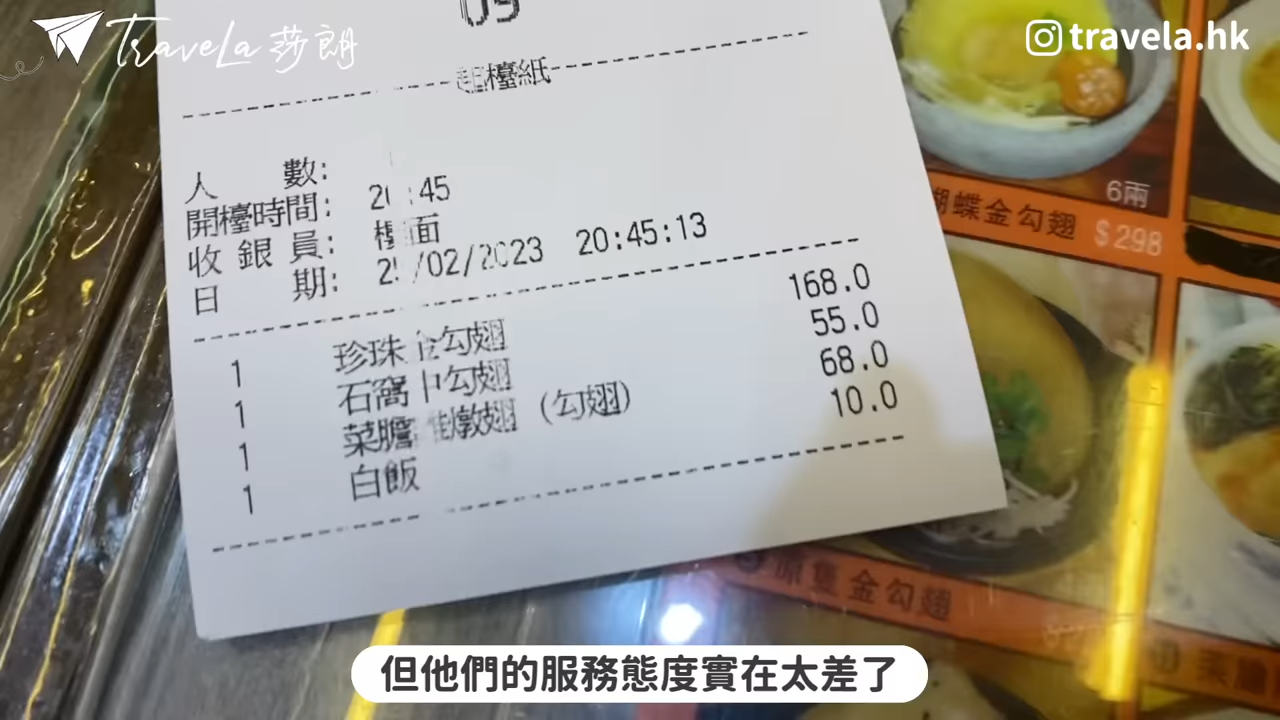 Travela 莎朗
travela.hk
09
檯紙
人 數:
開檯時間: 20:45
收 銀 員: 樓面
日 期: /02/2023 20:45:13
1 珍珠金勾翅 168.0
1 石窩中勾翅 55.0
1 菜膽 燉翅 (勾翅) 68.0
1 白飯 10.0
6兩
蝴蝶金勾翅 $298
原隻金勾翅
但他們的服務態度實在太差了